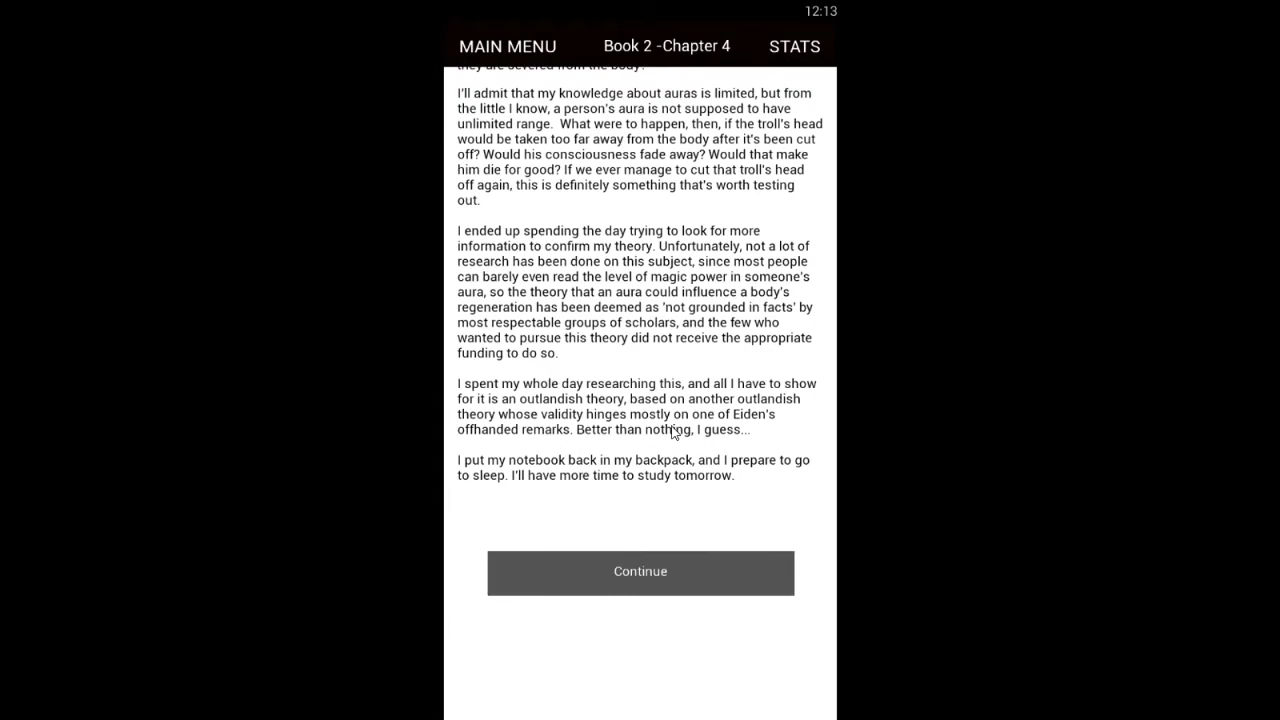 12:13
MAIN MENU Book 2 -Chapter 4 STATS
they are severed from the body?
I'll admit that my knowledge about auras is limited, but from
the little I know, a person's aura is not supposed to have
unlimited range.  What were to happen, then, if the troll's head
would be taken too far away from the body after it's been cut
off? Would his consciousness fade away? Would that make
him die for good? If we ever manage to cut that troll's head
off again, this is definitely something that's worth testing
out.
I ended up spending the day trying to look for more
information to confirm my theory. Unfortunately, not a lot of
research has been done on this subject, since most people
can barely even read the level of magic power in someone's
aura, so the theory that an aura could influence a body's
regeneration has been deemed as 'not grounded in facts' by
most respectable groups of scholars, and the few who
wanted to pursue this theory did not receive the appropriate
funding to do so.
I spent my whole day researching this, and all I have to show
for it is an outlandish theory, based on another outlandish
theory whose validity hinges mostly on one of Eiden's
offhanded remarks. Better than nothing, I guess...
I put my notebook back in my backpack, and I prepare to go
to sleep. I'll have more time to study tomorrow.
Continue